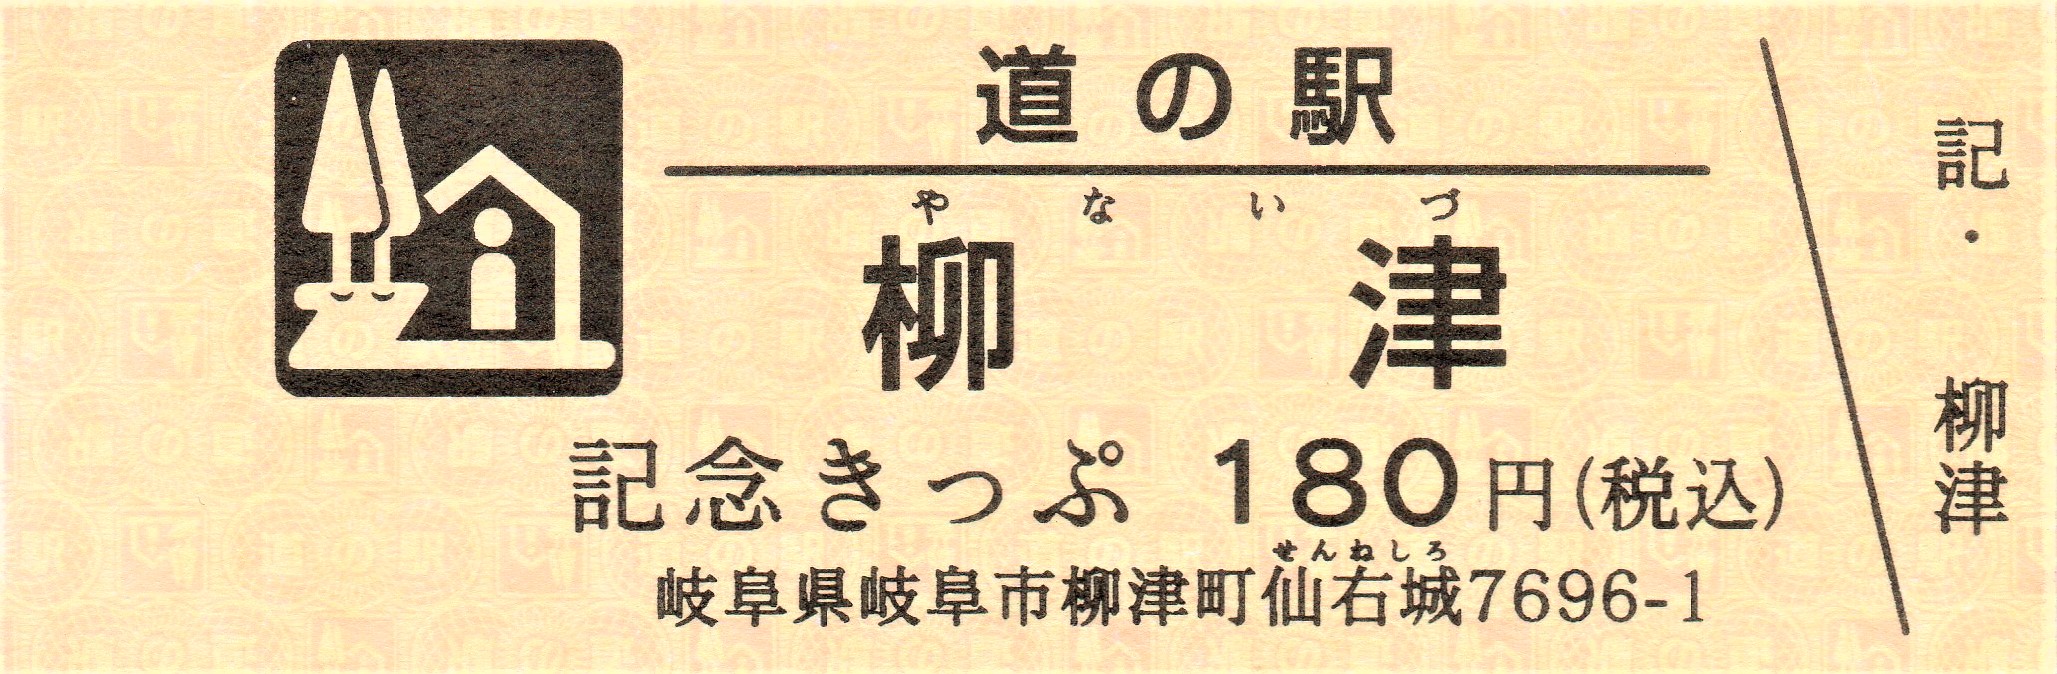 道の駅
やないづ
柳津
記念きっぷ 180円(税込)
せんねしろ
岐阜県岐阜市柳津町仙右城7696-1
記・柳津